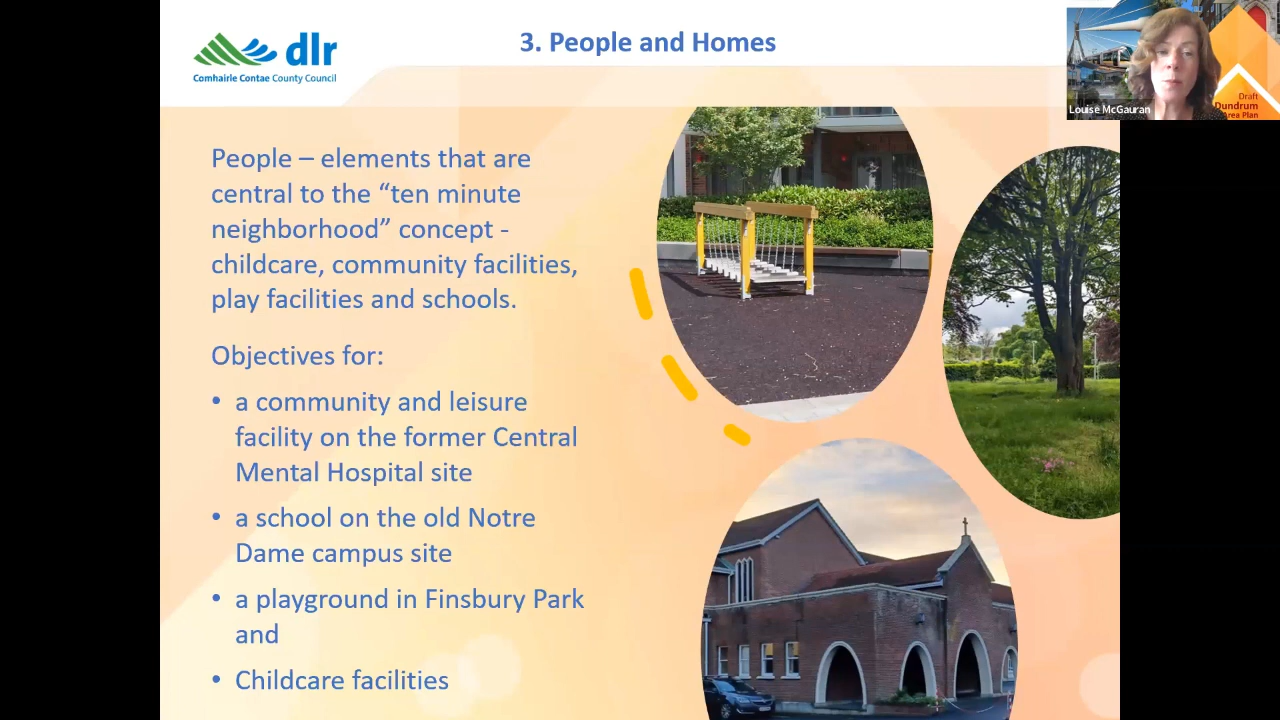 dlr
Comhairle Contae County Council
3. People and Homes
Louise McGauran
Draft
Dundrum
Area Plan
People – elements that are
central to the “ten minute
neighborhood” concept -
childcare, community facilities,
play facilities and schools.
Objectives for:
• a community and leisure
facility on the former Central
Mental Hospital site
• a school on the old Notre
Dame campus site
• a playground in Finsbury Park
and
• Childcare facilities